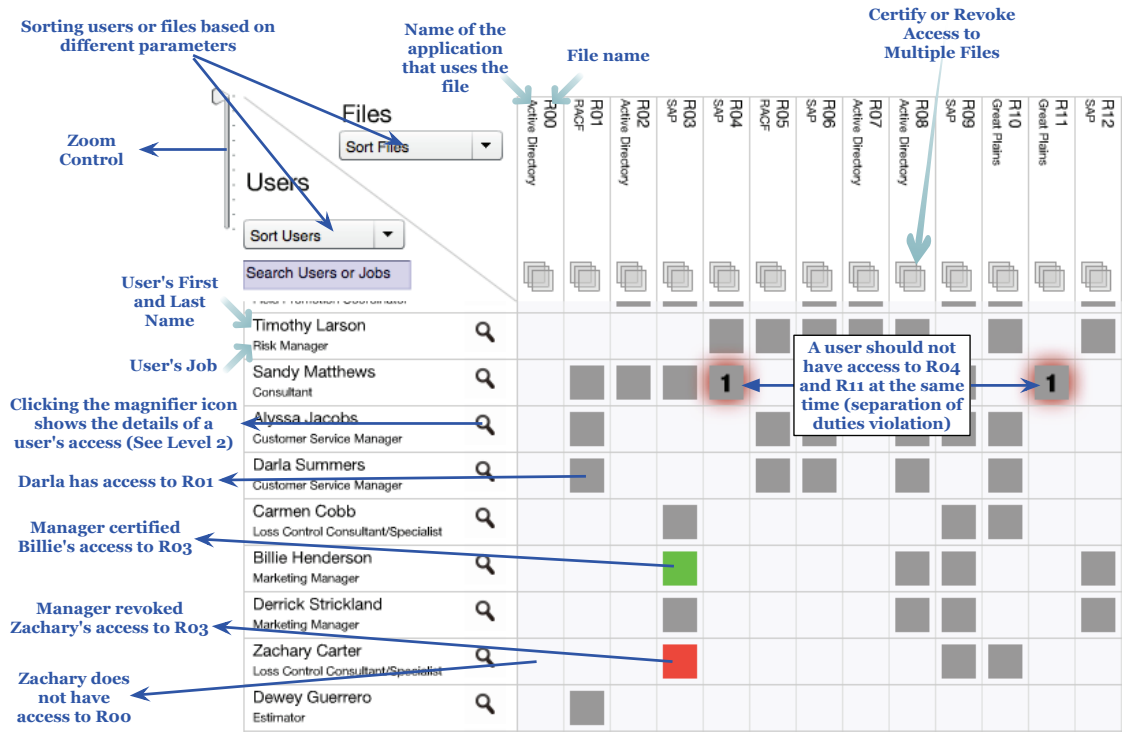 Sorting users or files based on
different parameters
Name of the
application
that uses the
file
File name
Certify or Revoke
Access to
Multiple Files
Zoom
Control
Files
Sort Files
Users
Sort Users
Search Users or Jobs
R00
Active Directory
R01
RACF
R02
Active Directory
R03
SAP
R04
SAP
R05
RACF
R06
SAP
R07
Active Directory
R08
Active Directory
R09
SAP
R10
Great Plains
R11
Great Plains
R12
SAP
User's First
and Last
Name
User's Job
Timothy Larson
Risk Manager
Sandy Matthews
Consultant
1
1
A user should not
have access to R04
and R11 at the same
time (separation of
duties violation)
Clicking the magnifier icon
shows the details of a
user's access (See Level 2)
Alyssa Jacobs
Customer Service Manager
Darla has access to R01
Darla Summers
Customer Service Manager
Carmen Cobb
Loss Control Consultant/Specialist
Manager certified
Billie's access to R03
Billie Henderson
Marketing Manager
Manager revoked
Zachary's access to R03
Derrick Strickland
Marketing Manager
Zachary Carter
Loss Control Consultant/Specialist
Zachary does
not have
access to R00
Dewey Guerrero
Estimator